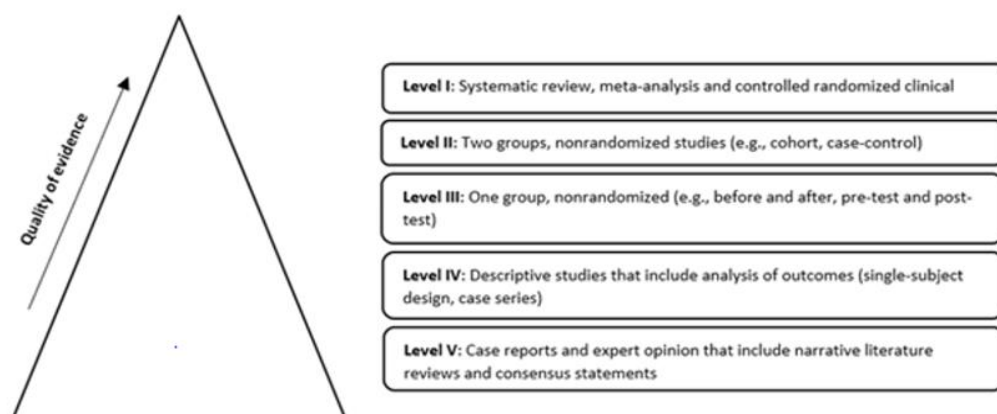 Quality of evidence
Level I: Systematic review, meta-analysis and controlled randomized clinical
Level II: Two groups, nonrandomized studies (e.g., cohort, case-control)
Level III: One group, nonrandomized (e.g., before and after, pre-test and post-
test)
Level IV: Descriptive studies that include analysis of outcomes (single-subject
design, case series)
Level V: Case reports and expert opinion that include narrative literature
reviews and consensus statements